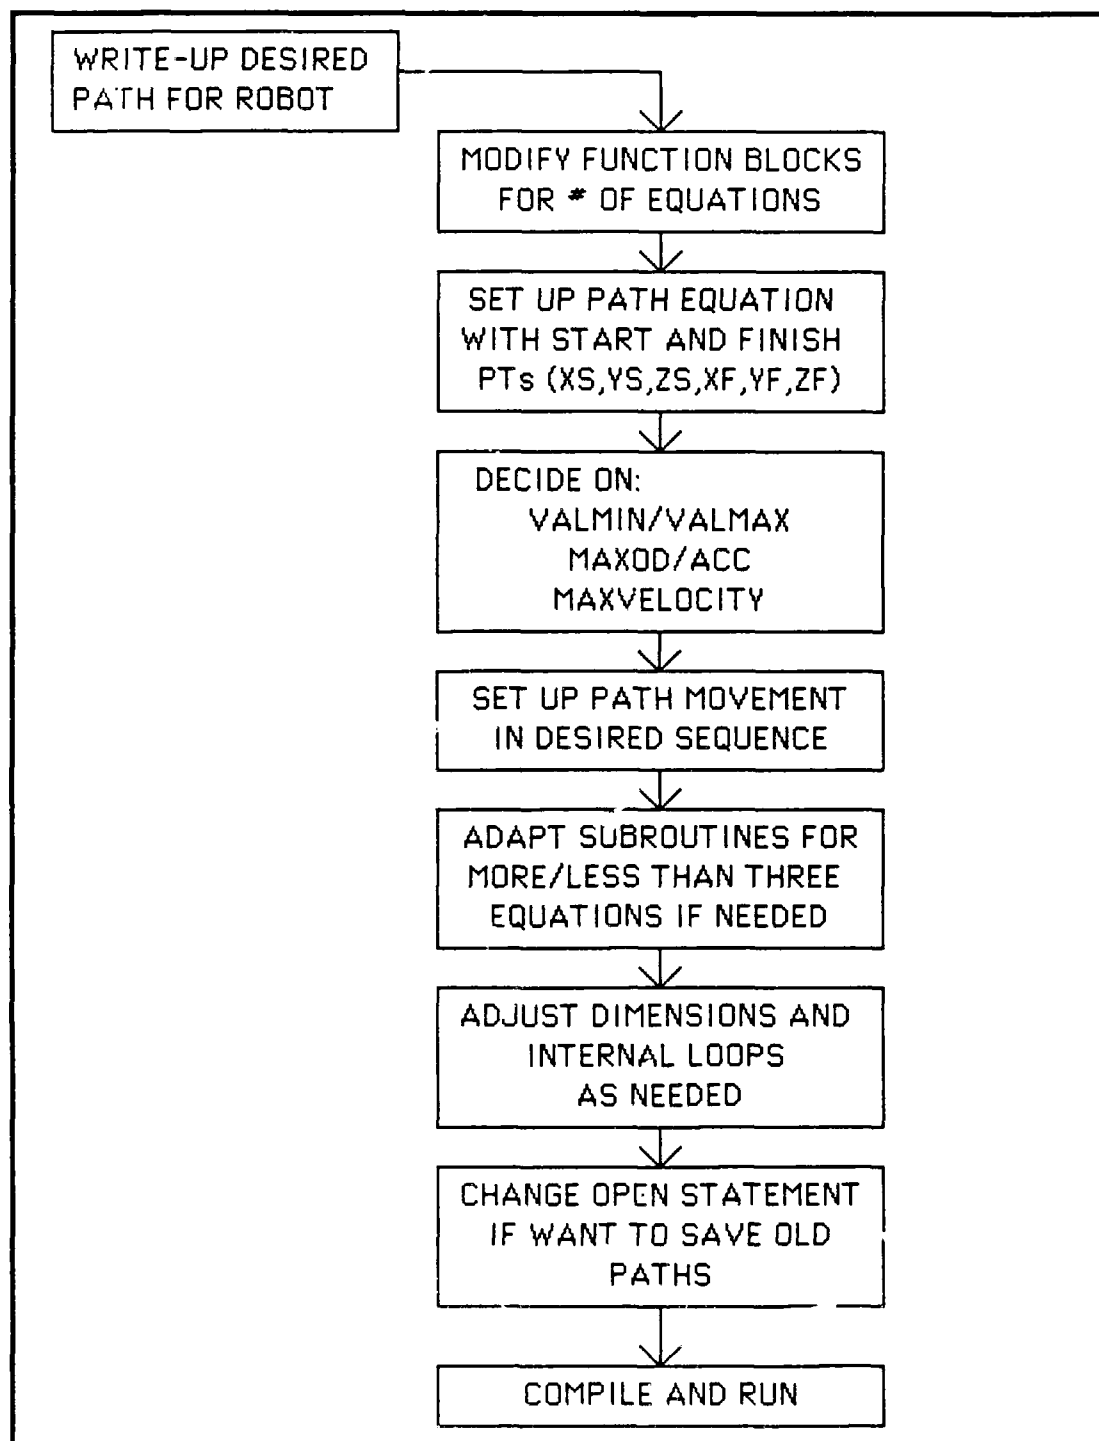 WRITE-UP DESIRED
PATH FOR ROBOT
MODIFY FUNCTION BLOCKS
FOR # OF EQUATIONS
SET UP PATH EQUATION
WITH START AND FINISH
PTs (XS,YS,ZS,XF,YF,ZF)
DECIDE ON:
VALMIN/VALMAX
MAXOD/ACC
MAXVELOCITY
SET UP PATH MOVEMENT
IN DESIRED SEQUENCE
ADAPT SUBROUTINES FOR
MORE/LESS THAN THREE
EQUATIONS IF NEEDED
ADJUST DIMENSIONS AND
INTERNAL LOOPS
AS NEEDED
CHANGE OPEN STATEMENT
IF WANT TO SAVE OLD
PATHS
COMPILE AND RUN